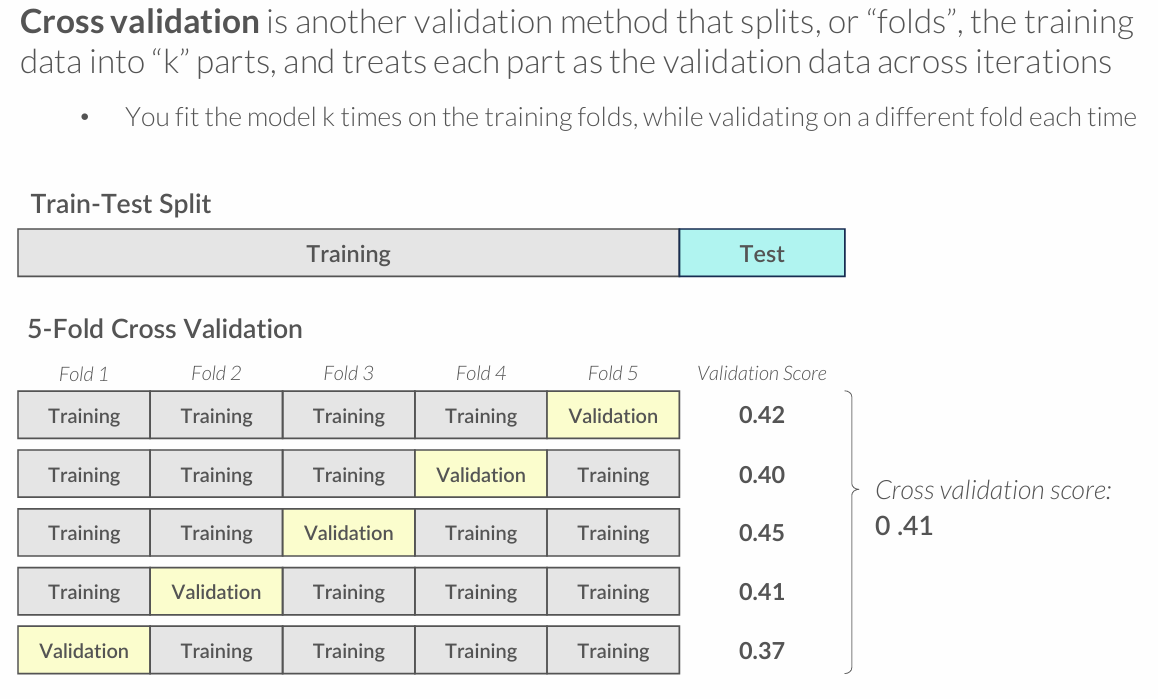 Cross validation is another validation method that splits, or “folds”, the training
data into “k” parts, and treats each part as the validation data across iterations
• You fit the model k times on the training folds, while validating on a different fold each time
Train-Test Split
Training Test
5-Fold Cross Validation
Fold 1 Fold 2 Fold 3 Fold 4 Fold 5 Validation Score
Training Training Training Training Validation 0.42
Training Training Training Validation Training 0.40
Training Training Validation Training Training 0.45
Training Validation Training Training Training 0.41
Validation Training Training Training Training 0.37
Cross validation score:
0 .41